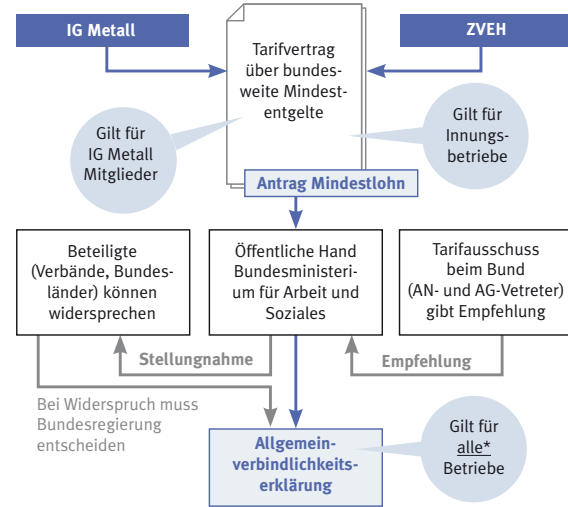 IG Metall
ZVEH
Tarifvertrag
über bundes-
weite Mindest-
entgelte
Gilt für
IG Metall
Mitglieder
Gilt für
Innungs-
betriebe
Antrag Mindestlohn
Beteiligte
(Verbände, Bundes-
länder) können
widersprechen
Öffentliche Hand
Bundesministeri-
um für Arbeit und
Soziales
Tarifausschuss
beim Bund
(AN- und AG-Vetreter)
gibt Empfehlung
Stellungnahme
Empfehlung
Bei Widerspruch muss
Bundesregierung
entscheiden
Allgemein-
verbindlichkeits-
erklärung
Gilt für
alle*
Betriebe